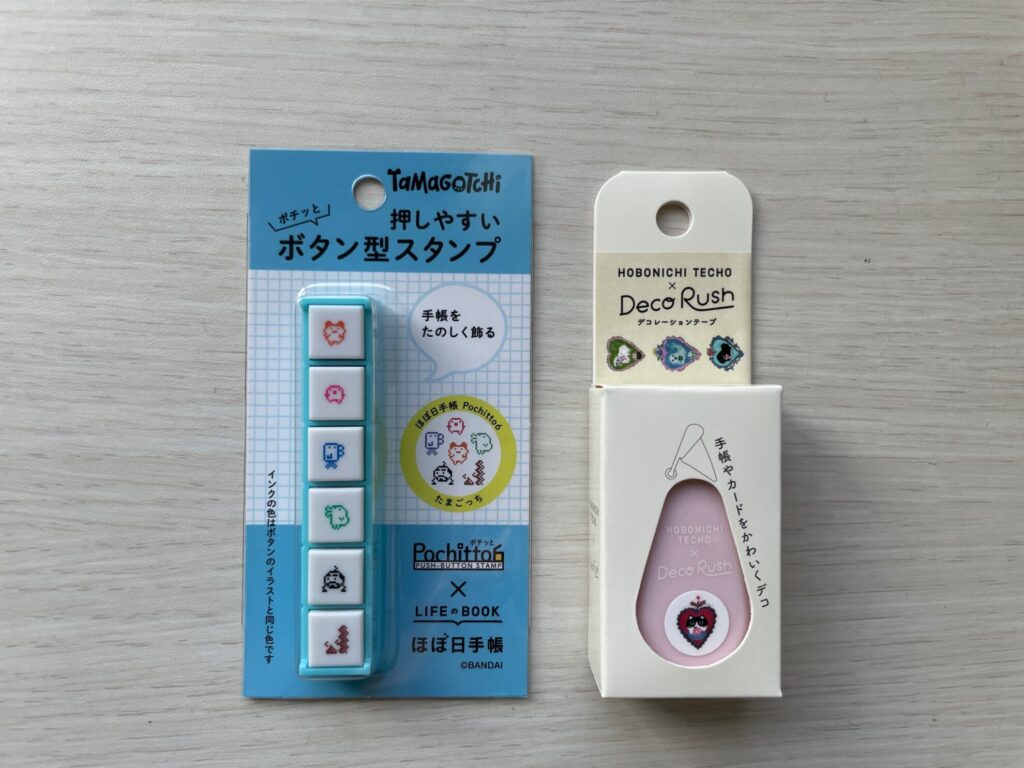 TaMaGOTCHi
ポチッと
押しやすい
ボタン型スタンプ
手帳を
たのしく飾る
ほぼ日手帳 Pochitto6
たまごっち
インクの色はボタンのイラストと同じ色です
ポチッと
Pochitto6
PUSH-BUTTON STAMP
×
LIFEのBOOK
ほぼ日手帳
©BANDAI
HOBONICHI TECHO
×
Deco Rush
デコレーションテープ
手帳やカードをかわいくデコ
HOBONICHI
TECHO
×
Deco Rush